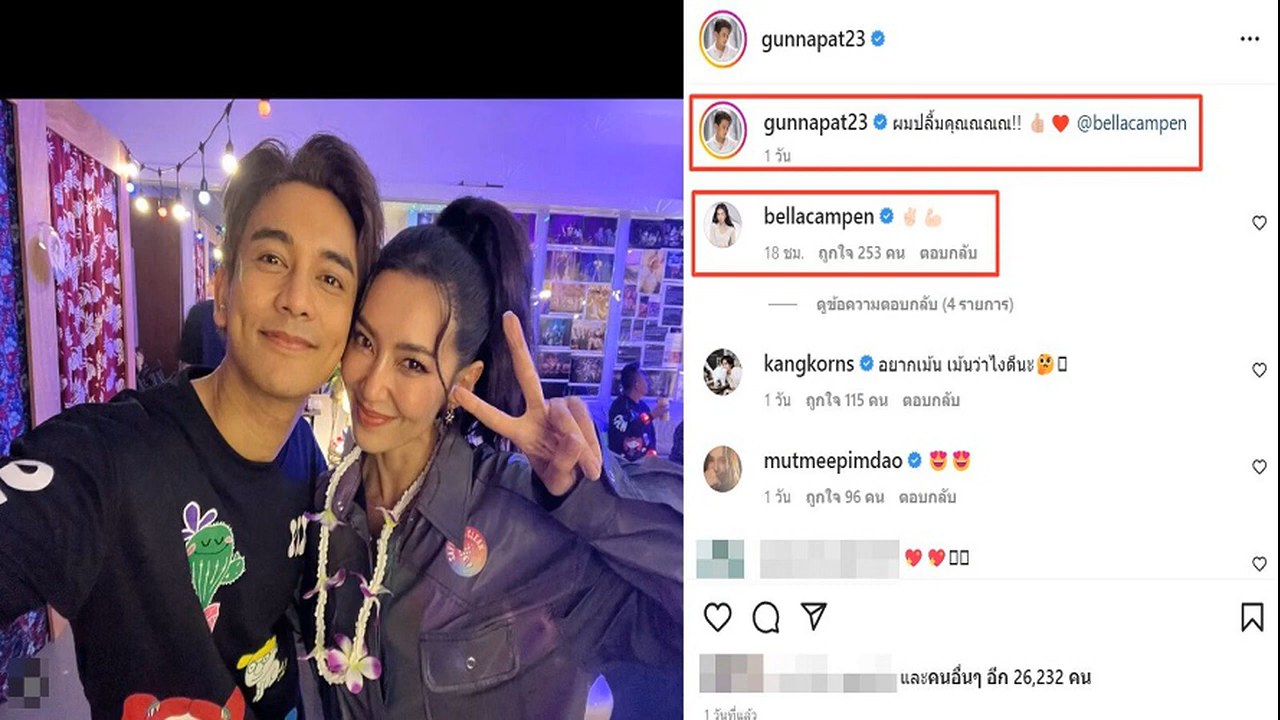 gunnapat23
gunnapat23 ผมปลื้มคุณณณณ!! 👍🏻 ❤️ @bellacampen
1 วัน
bellacampen ✌🏻 💪🏻
18 ชม. ถูกใจ 253 คน ตอบกลับ
ดูข้อความตอบกลับ (4 รายการ)
kangkorns อยากเม้น เม้นว่าไงดีนะ🤔
1 วัน ถูกใจ 115 คน ตอบกลับ
mutmeepimdao 😍 😍
1 วัน ถูกใจ 96 คน ตอบกลับ
💖 💖
และคนอื่นๆ อีก 26,232 คน
1 วันที่แล้ว